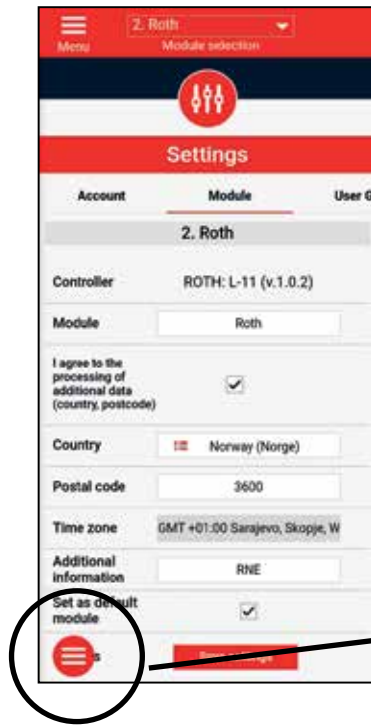 2. Roth
Menu
Module selection
Settings
Account Module User G
2. Roth
Controller ROTH: L-11 (v.1.0.2)
Module Roth
I agree to the
processing of
additional data
(country, postcode)
Country Norway (Norge)
Postal code 3600
Time zone GMT +01:00 Sarajevo, Skopje, W
Additional
information
RNE
Set as default
module
s